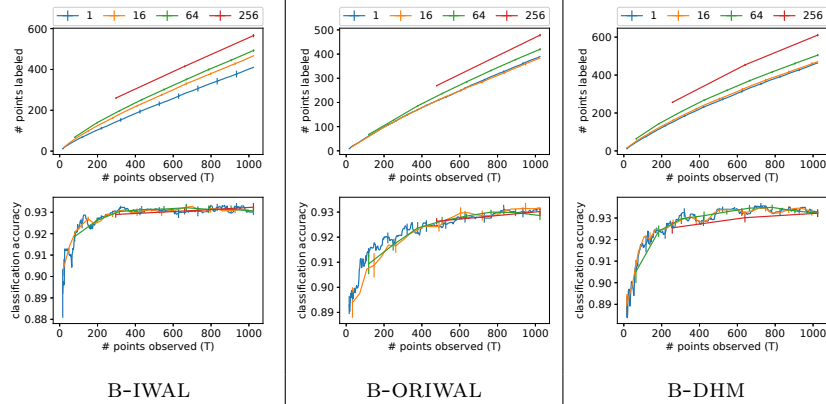 1 16 64 256
1 16 64 256
1 16 64 256
# points labeled
600
400
200
0
0 200 400 600 800 1000
# points observed (T)
# points labeled
500
400
300
200
100
0
0 200 400 600 800 1000
# points observed (T)
# points labeled
600
400
200
0
0 200 400 600 800 1000
# points observed (T)
classification accuracy
0.93
0.92
0.91
0.90
0.89
0.88
0 200 400 600 800 1000
# points observed (T)
classification accuracy
0.93
0.92
0.91
0.90
0.89
0 200 400 600 800 1000
# points observed (T)
classification accuracy
0.93
0.92
0.91
0.90
0.89
0 200 400 600 800 1000
# points observed (T)
B-IWAL
B-ORIWAL
B-DHM